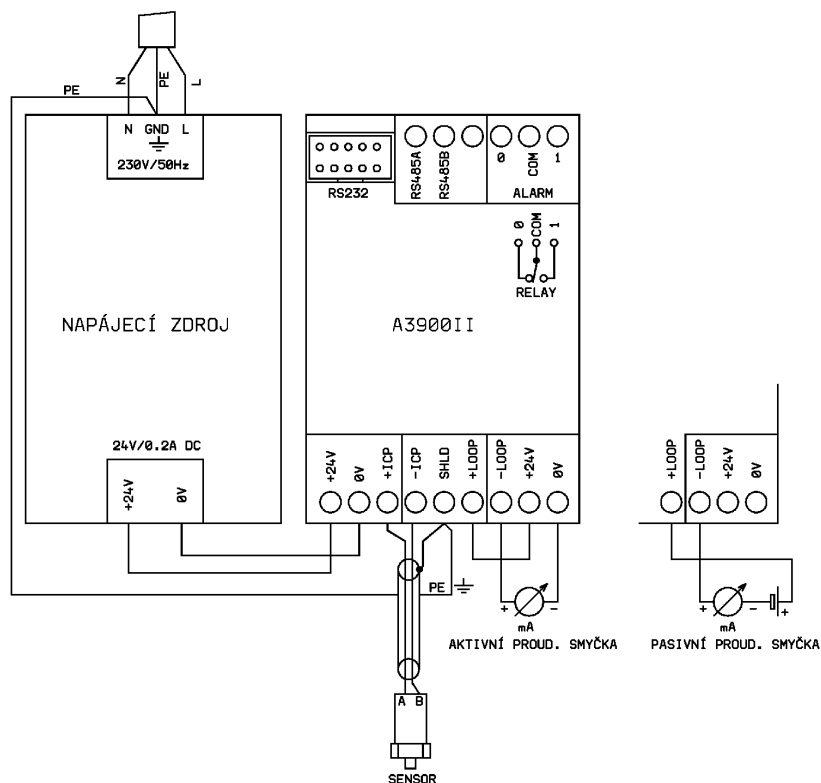 N
PE
L
PE
N GND L
230V/50Hz
RS232
RS485A
RS485B
0
COM
1
ALARM
0
COM
1
RELAY
NAPÁJECÍ ZDROJ
A3900II
24V/0.2A DC
+24V
0V
+24V
0V
+ICP
-ICP
SHLD
+LOOP
-LOOP
+24V
0V
+LOOP
-LOOP
+24V
0V
PE
+ -
mA
AKTIVNÍ PROUD. SMYČKA
+ - +
mA
PASIVNÍ PROUD. SMYČKA
A B
SENSOR